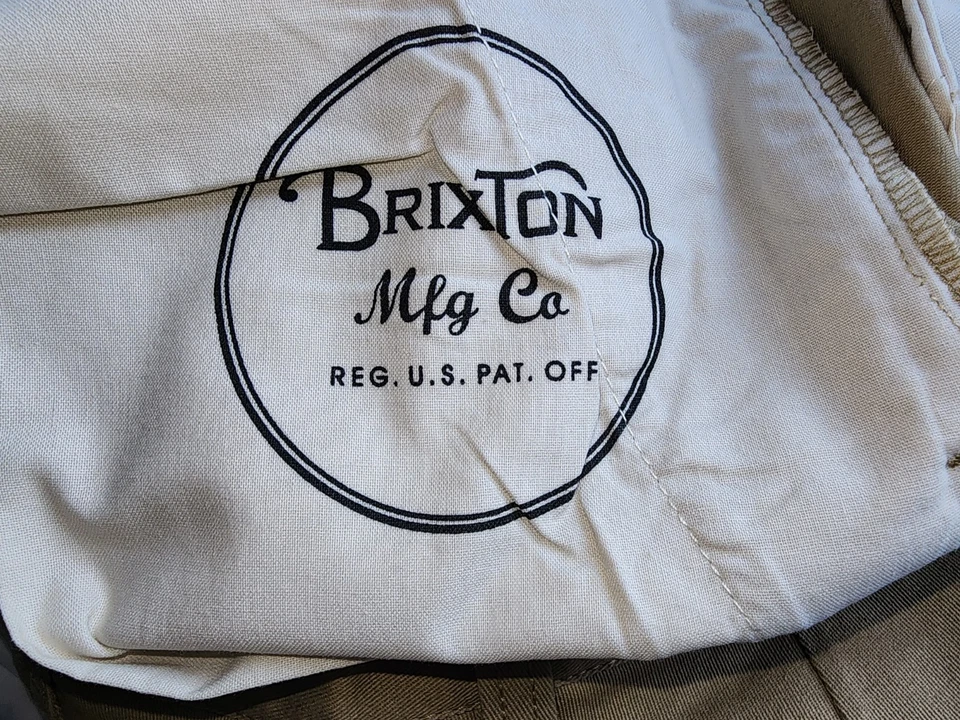 BRIXTON
Mfg Co
REG. U.S. PAT. OFF